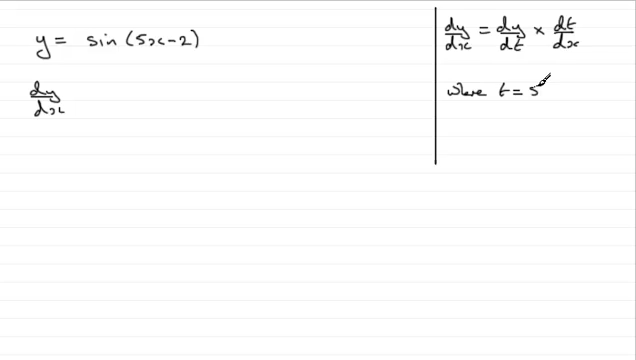 y = sin (5x-2)
dy/dx
dy/dx = dy/dt × dt/dx
where t = 5